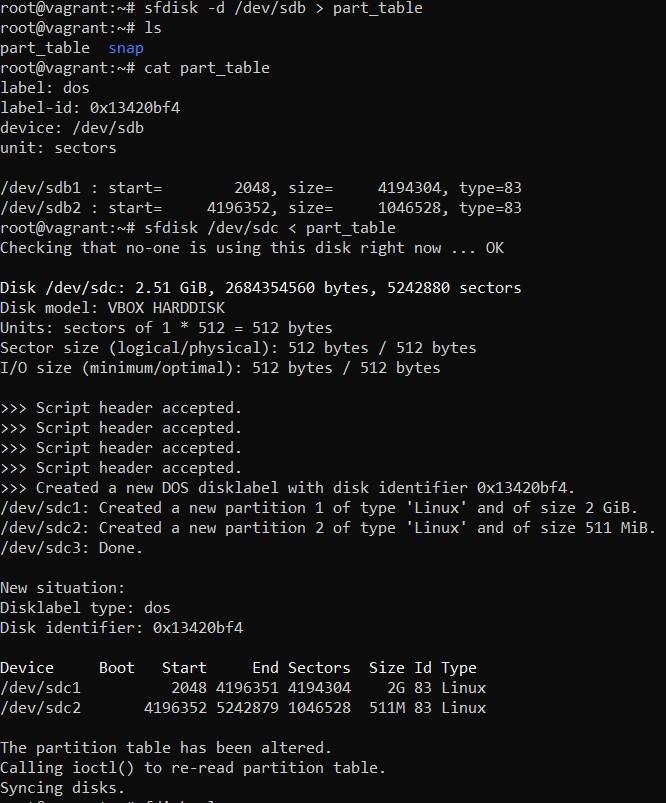 root@vagrant:~# sfdisk -d /dev/sdb > part_table
root@vagrant:~# ls
part_table  snap
root@vagrant:~# cat part_table
label: dos
label-id: 0x13420bf4
device: /dev/sdb
unit: sectors

/dev/sdb1 : start=        2048, size=     4194304, type=83
/dev/sdb2 : start=     4196352, size=     1046528, type=83
root@vagrant:~# sfdisk /dev/sdc < part_table
Checking that no-one is using this disk right now ... OK

Disk /dev/sdc: 2.51 GiB, 2684354560 bytes, 5242880 sectors
Disk model: VBOX HARDDISK
Units: sectors of 1 * 512 = 512 bytes
Sector size (logical/physical): 512 bytes / 512 bytes
I/O size (minimum/optimal): 512 bytes / 512 bytes

>>> Script header accepted.
>>> Script header accepted.
>>> Script header accepted.
>>> Script header accepted.
>>> Created a new DOS disklabel with disk identifier 0x13420bf4.
/dev/sdc1: Created a new partition 1 of type 'Linux' and of size 2 GiB.
/dev/sdc2: Created a new partition 2 of type 'Linux' and of size 511 MiB.
/dev/sdc3: Done.

New situation:
Disklabel type: dos
Disk identifier: 0x13420bf4

Device     Boot   Start     End Sectors  Size Id Type
/dev/sdc1          2048 4196351 4194304    2G 83 Linux
/dev/sdc2       4196352 5242879 1046528  511M 83 Linux

The partition table has been altered.
Calling ioctl() to re-read partition table.
Syncing disks.